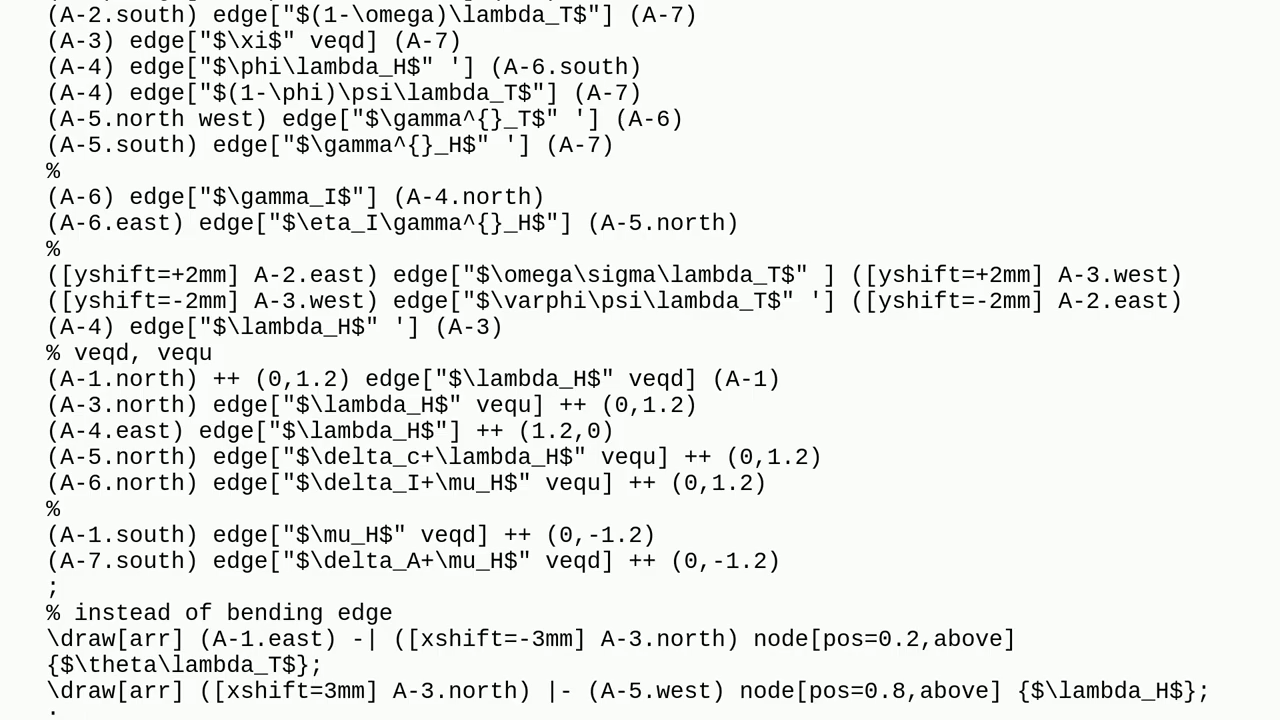 (A-2.south) edge["$(1-\omega)\lambda_T$"] (A-7)
(A-3) edge["$\xi$" veqd] (A-7)
(A-4) edge["$\phi\lambda_H$" '] (A-6.south)
(A-4) edge["$(1-\phi)\psi\lambda_T$"] (A-7)
(A-5.north west) edge["$\gamma^{}_T$" '] (A-6)
(A-5.south) edge["$\gamma^{}_H$" '] (A-7)
%
(A-6) edge["$\gamma_I$"] (A-4.north)
(A-6.east) edge["$\eta_I\gamma^{}_H$"] (A-5.north)
%
([yshift=+2mm] A-2.east) edge["$\omega\sigma\lambda_T$" ] ([yshift=+2mm] A-3.west)
([yshift=-2mm] A-3.west) edge["$\varphi\psi\lambda_T$" '] ([yshift=-2mm] A-2.east)
(A-4) edge["$\lambda_H$" '] (A-3)
% veqd, vequ
(A-1.north) ++ (0,1.2) edge["$\lambda_H$" veqd] (A-1)
(A-3.north) edge["$\lambda_H$" vequ] ++ (0,1.2)
(A-4.east) edge["$\lambda_H$"] ++ (1.2,0)
(A-5.north) edge["$\delta_c+\lambda_H$" vequ] ++ (0,1.2)
(A-6.north) edge["$\delta_I+\mu_H$" vequ] ++ (0,1.2)
%
(A-1.south) edge["$\mu_H$" veqd] ++ (0,-1.2)
(A-7.south) edge["$\delta_A+\mu_H$" veqd] ++ (0,-1.2)
;
% instead of bending edge
\draw[arr] (A-1.east) -| ([xshift=-3mm] A-3.north) node[pos=0.2,above]
{$\theta\lambda_T$};
\draw[arr] ([xshift=3mm] A-3.north) |- (A-5.west) node[pos=0.8,above] {$\lambda_H$};